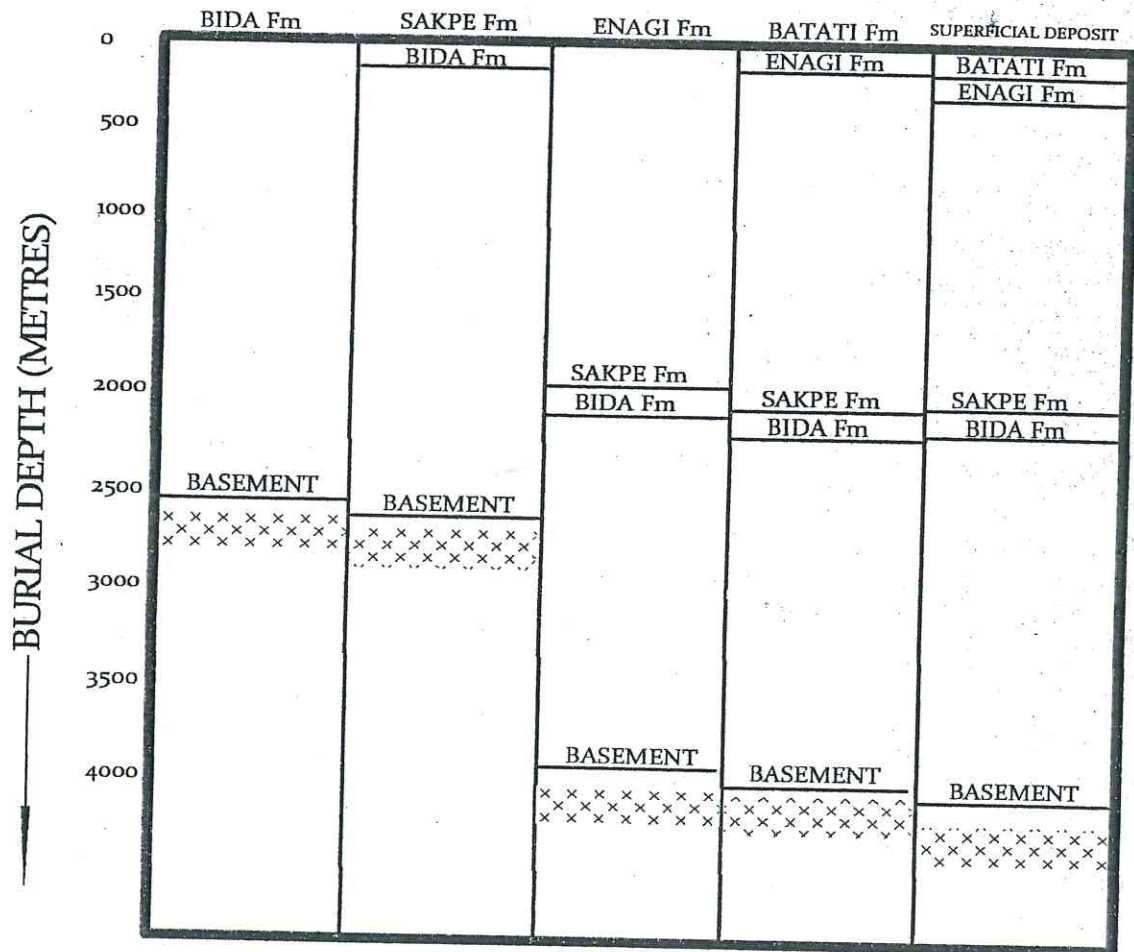 BIDA Fm SAKPE Fm ENAGI Fm BATATI Fm SUPERFICIAL DEPOSIT
0
BIDA Fm ENAGI Fm BATATI Fm
ENAGI Fm
500
1000
1500
2000
SAKPE Fm SAKPE Fm SAKPE Fm
BIDA Fm BIDA Fm BIDA Fm
2500
BASEMENT BASEMENT
3000
3500
4000
BASEMENT BASEMENT BASEMENT
BURIAL DEPTH (METRES)